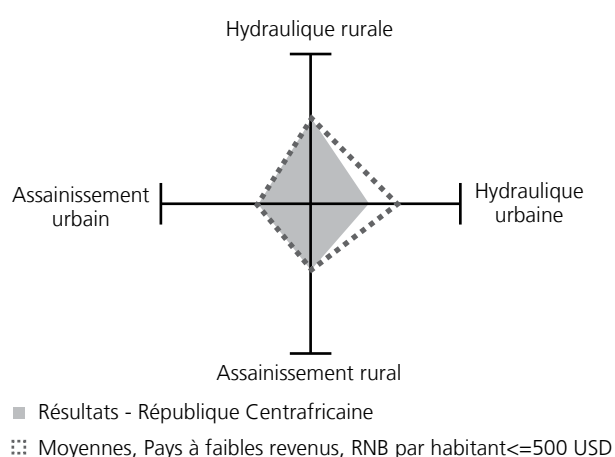 Hydraulique rurale
Assainissement
urbain
Hydraulique
urbaine
Assainissement rural
Résultats - République Centrafricaine
Moyennes, Pays à faibles revenus, RNB par habitant<=500 USD